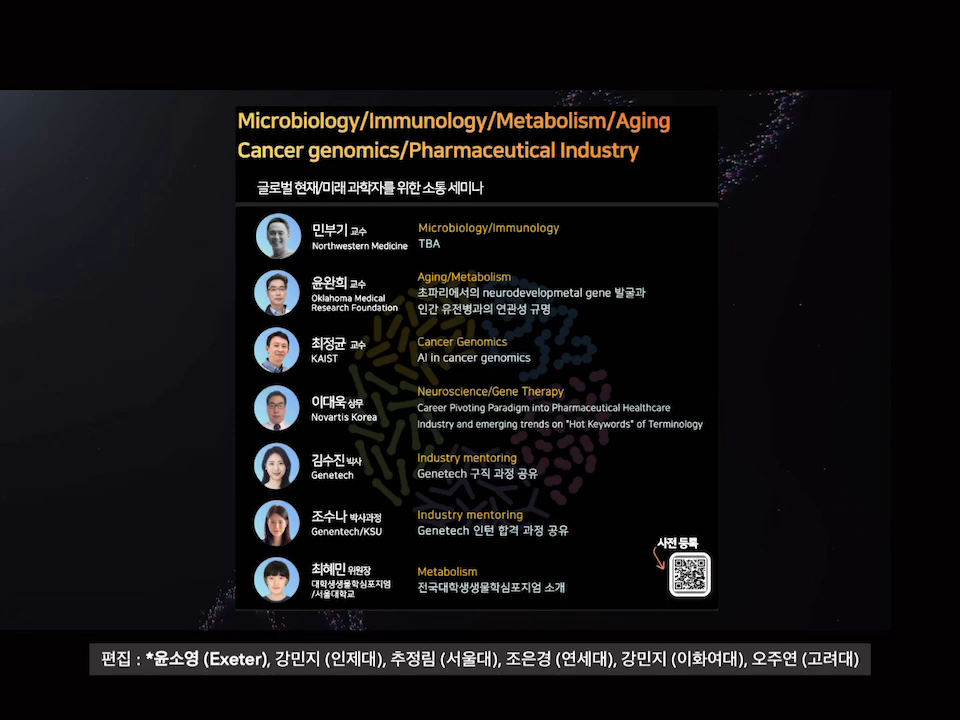 Microbiology/Immunology/Metabolism/Aging
Cancer genomics/Pharmaceutical Industry
글로벌 현재/미래 과학자를 위한 소통 세미나
민부기 교수
Northwestern Medicine
Microbiology/Immunology
TBA
윤완희 교수
Oklahoma Medical
Research Foundation
Aging/Metabolism
초파리에서의 neurodevelopmetal gene 발굴과
인간 유전병과의 연관성 규명
최정균 교수
KAIST
Cancer Genomics
AI in cancer genomics
이대욱 상무
Novartis Korea
Neuroscience/Gene Therapy
Career Pivoting Paradigm into Pharmaceutical Healthcare
Industry and emerging trends on "Hot Keywords" of Terminology
김수진 박사
Genetech
Industry mentoring
Genetech 구직 과정 공유
조수나 박사과정
Genentech/KSU
Industry mentoring
Genetech 인턴 합격 과정 공유
최혜민 위원장
대학생생물학심포지엄
/서울대학교
Metabolism
전국대학생생물학심포지엄 소개
사전 등록
편집 : *윤소영 (Exeter), 강민지 (인제대), 추정림 (서울대), 조은경 (연세대), 강민지 (이화여대), 오주연 (고려대)